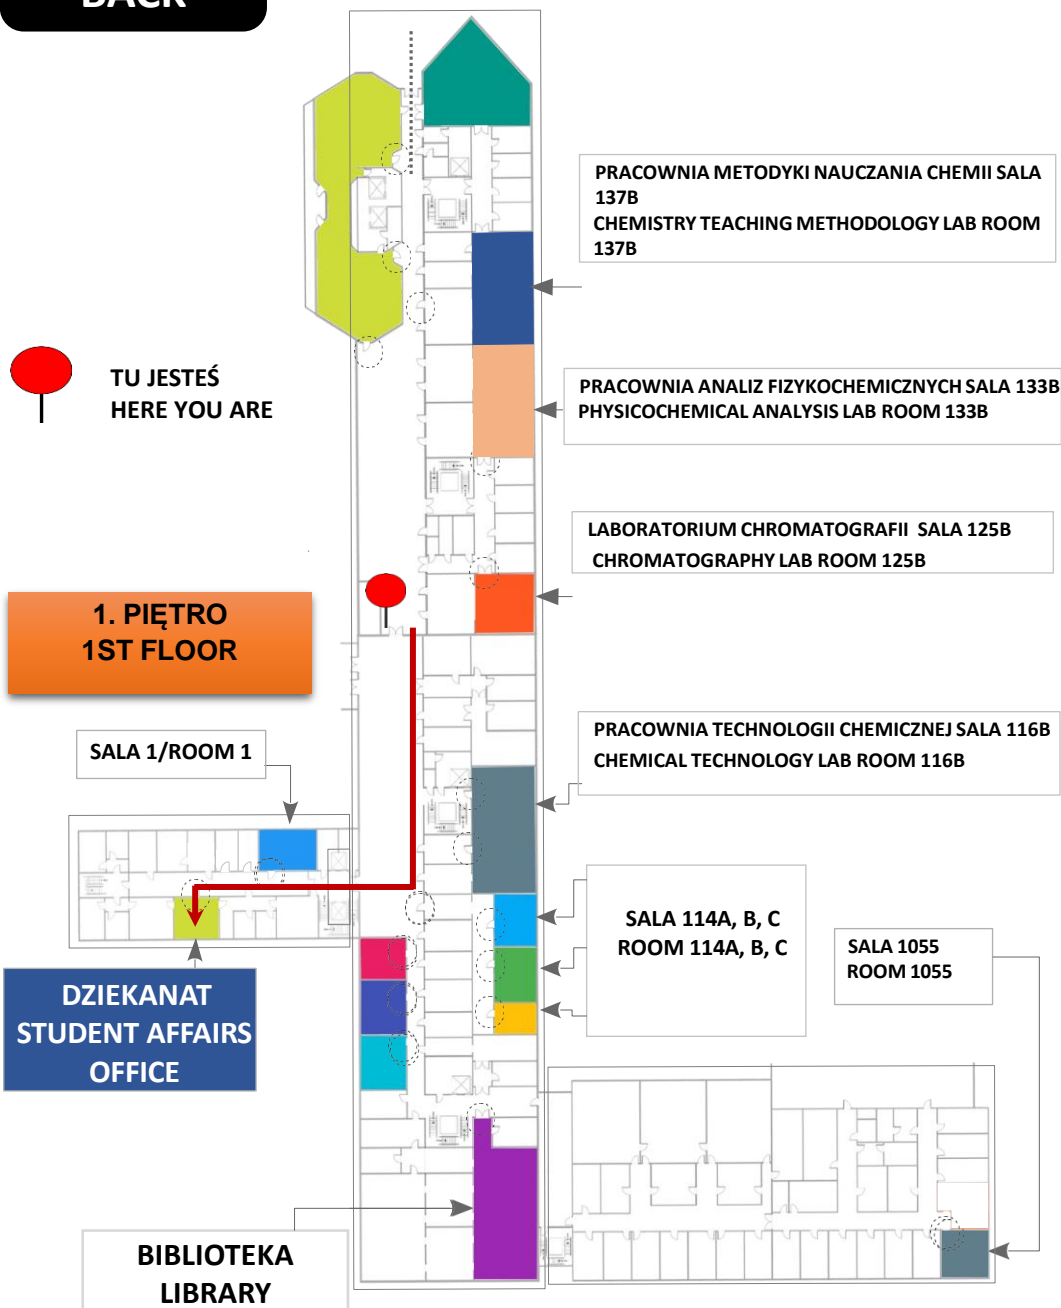 BACK
PRACOWNIA METODYKI NAUCZANIA CHEMII SALA
137B
CHEMISTRY TEACHING METHODOLOGY LAB ROOM
137B
TU JESTEŚ
HERE YOU ARE
PRACOWNIA ANALIZ FIZYKOCHEMICZNYCH SALA 133B
PHYSICOCHEMICAL ANALYSIS LAB ROOM 133B
LABORATORIUM CHROMATOGRAFII SALA 125B
CHROMATOGRAPHY LAB ROOM 125B
1. PIĘTRO
1ST FLOOR
PRACOWNIA TECHNOLOGII CHEMICZNEJ SALA 116B
CHEMICAL TECHNOLOGY LAB ROOM 116B
SALA 1/ROOM 1
SALA 114A, B, C
ROOM 114A, B, C
SALA 1055
ROOM 1055
DZIEKANAT
STUDENT AFFAIRS
OFFICE
BIBLIOTEKA
LIBRARY